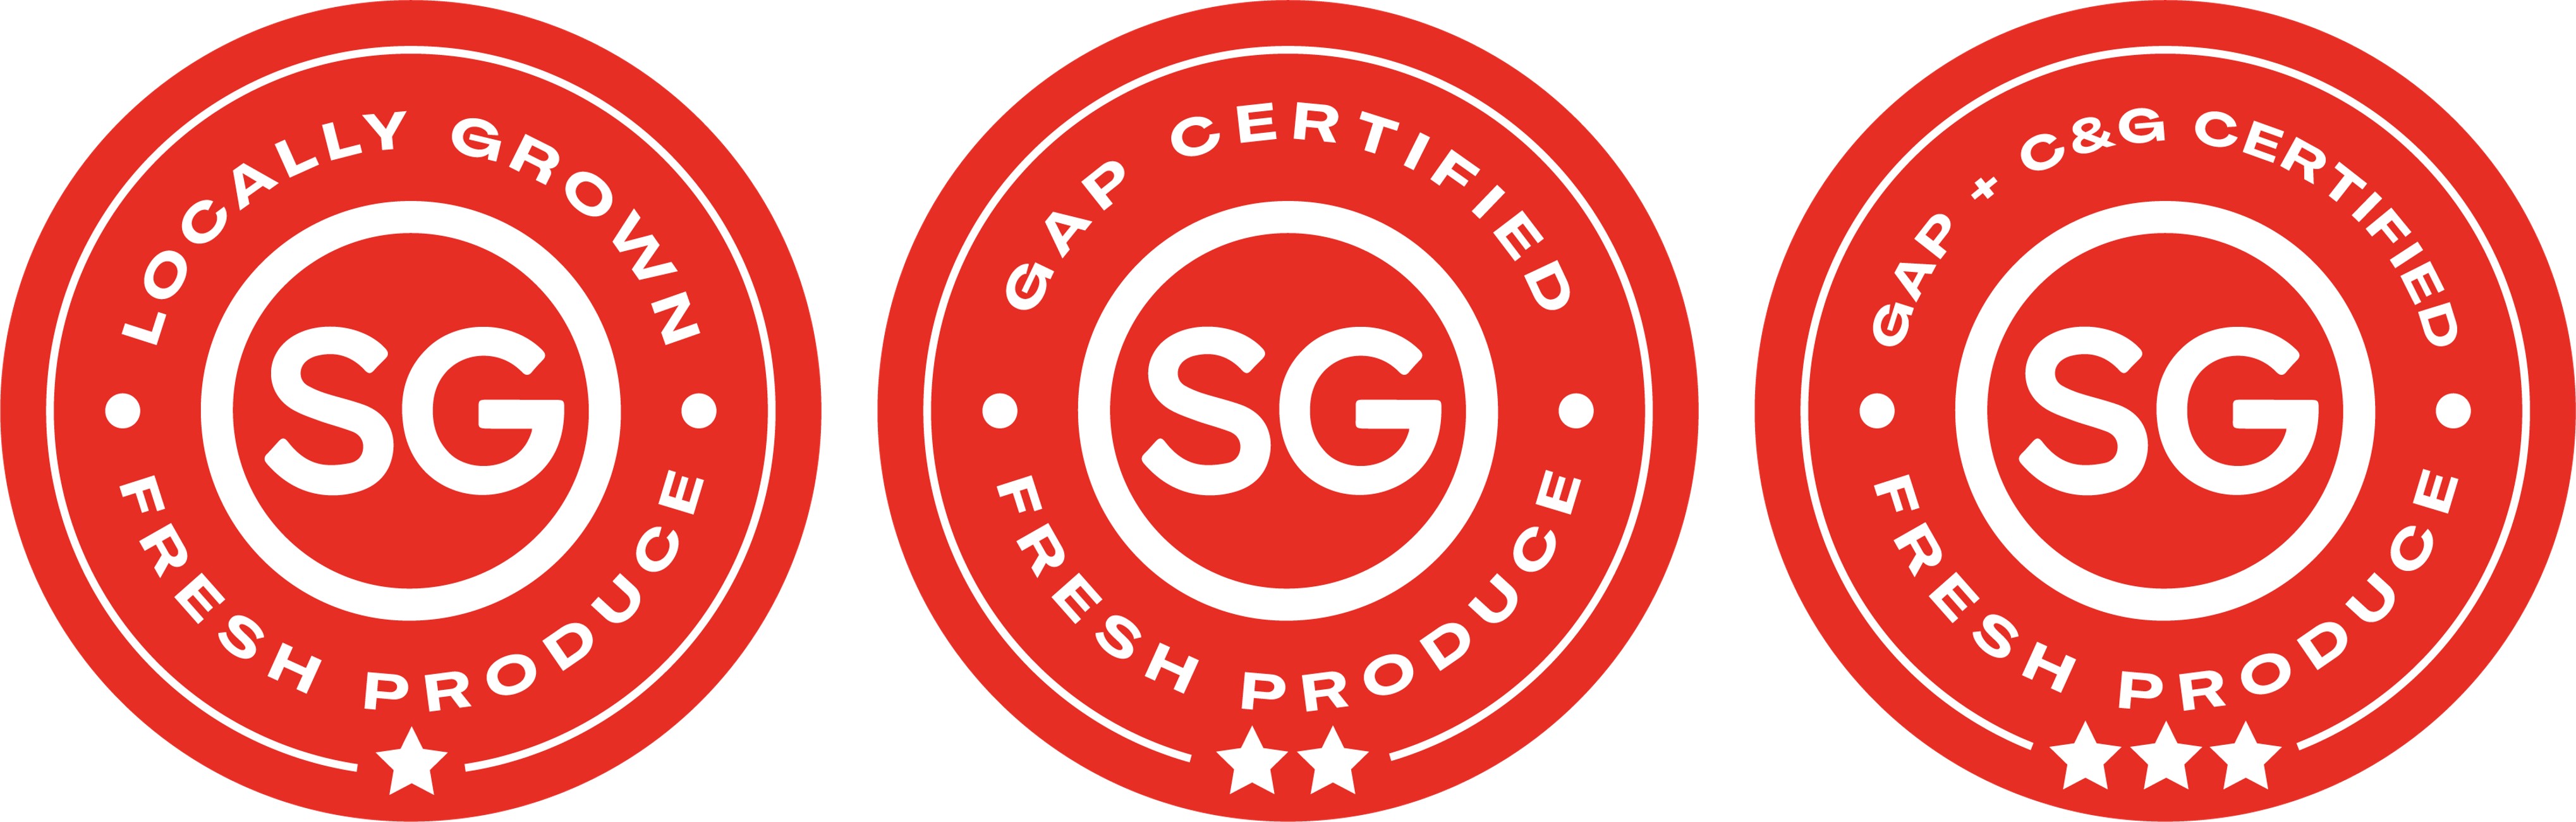 LOCALLY GROWN
SG
FRESH PRODUCE
GAP CERTIFIED
SG
FRESH PRODUCE
GAP + C&G CERTIFIED
SG
FRESH PRODUCE